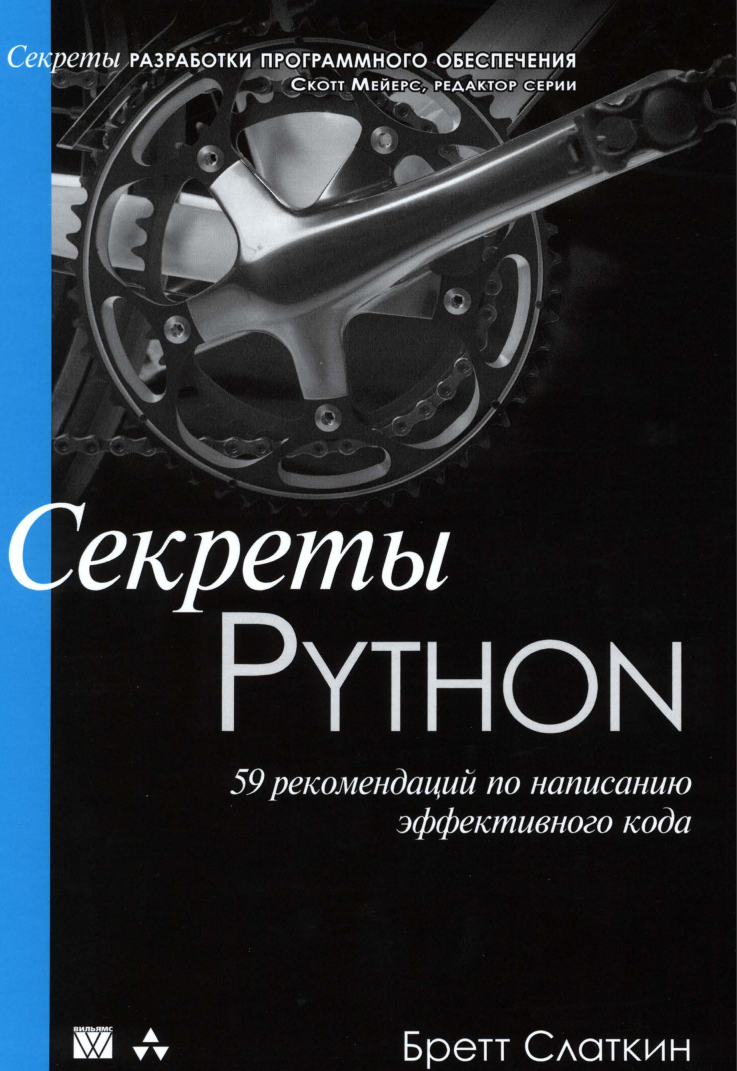 Секреты РАЗРАБОТКИ ПРОГРАММНОГО ОБЕСПЕЧЕНИЯ
СКОТТ МЕЙЕРС, РЕДАКТОР СЕРИИ
Секреты
PYTHON
59 рекомендаций по написанию
эффективного кода
ВИЛЬЯМС
W
Бретт Слаткин